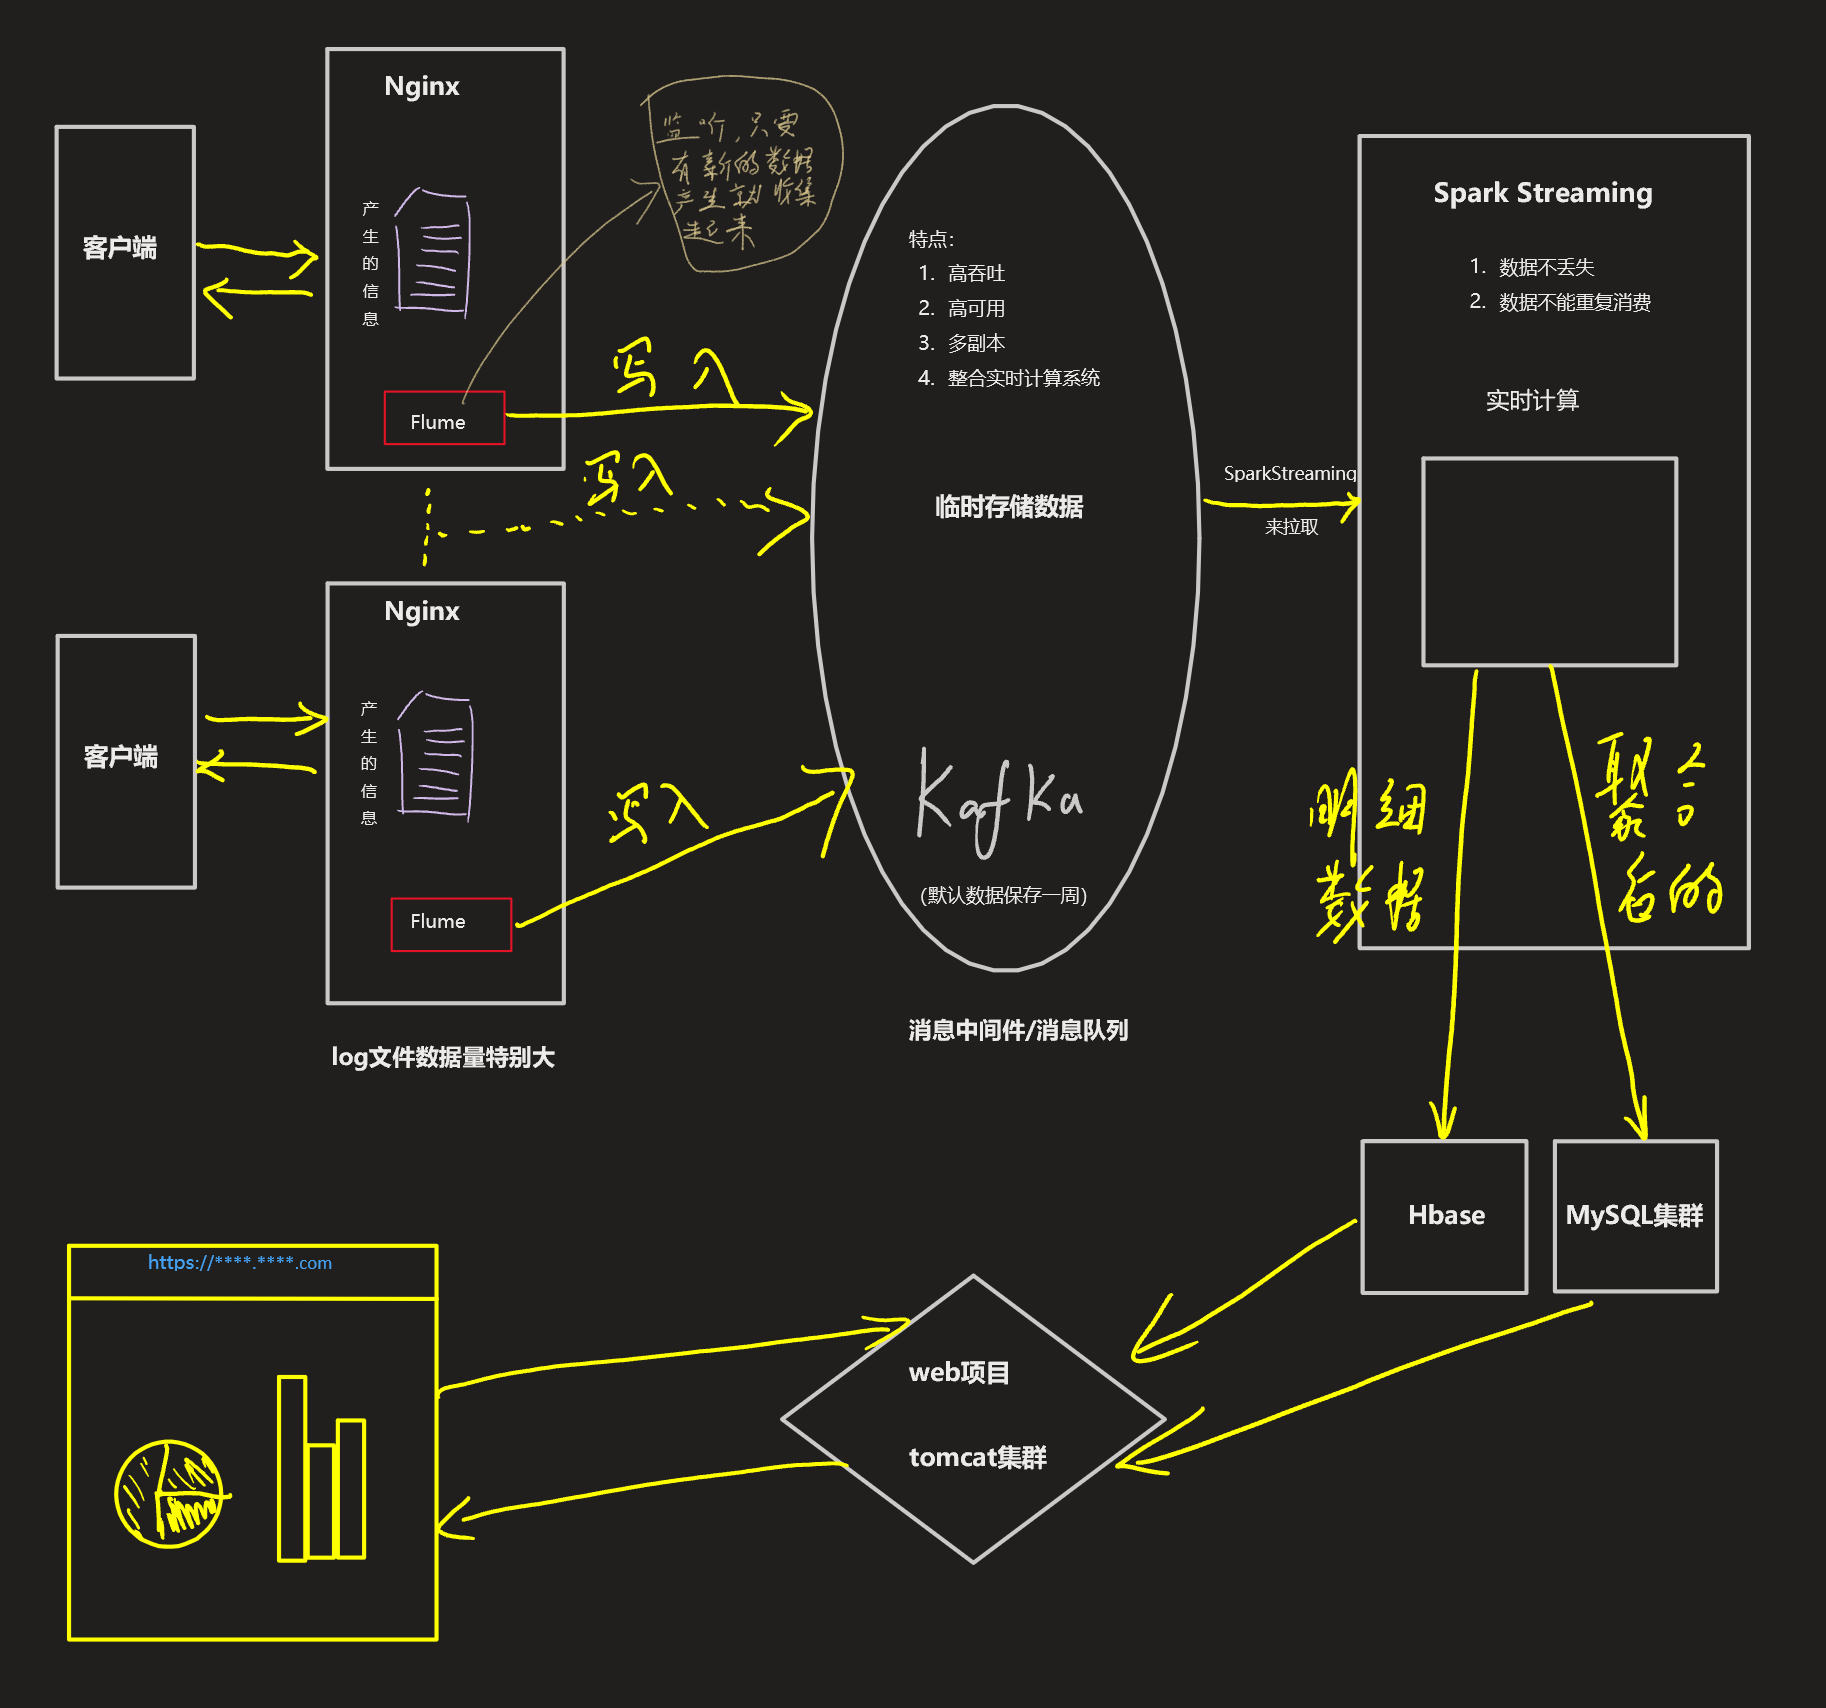 Nginx
客户端
产生的信息
Flume
监听,只要
有新的数据
产生就收集
起来
写入
写入
Nginx
客户端
产生的信息
Flume
写入
log文件数据量特别大
特点:
1. 高吞吐
2. 高可用
3. 多副本
4. 整合实时计算系统
临时存储数据
Kafka
(默认数据保存一周)
消息中间件/消息队列
SparkStreaming
来拉取
Spark Streaming
1. 数据不丢失
2. 数据不能重复消费
实时计算
明细
数据
聚合
后的
Hbase
MySQL集群
web项目
tomcat集群
https://****.****.com